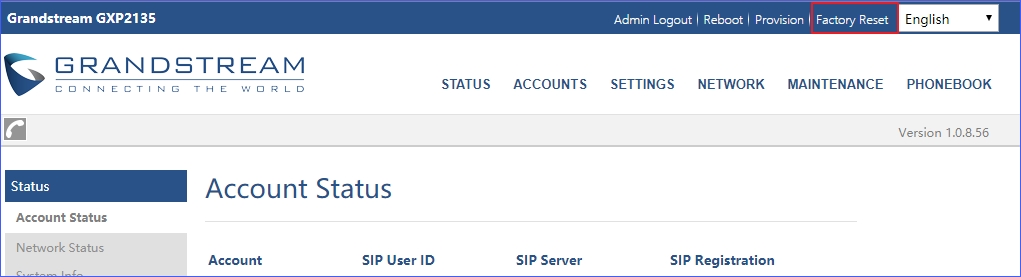 Grandstream GXP2135
Admin Logout | Reboot | Provision | Factory Reset English
GRANDSTREAM
CONNECTING THE WORLD
STATUS ACCOUNTS SETTINGS NETWORK MAINTENANCE PHONEBOOK
Version 1.0.8.56
Status
Account Status
Account Status
Network Status
System Info
Account SIP User ID SIP Server SIP Registration